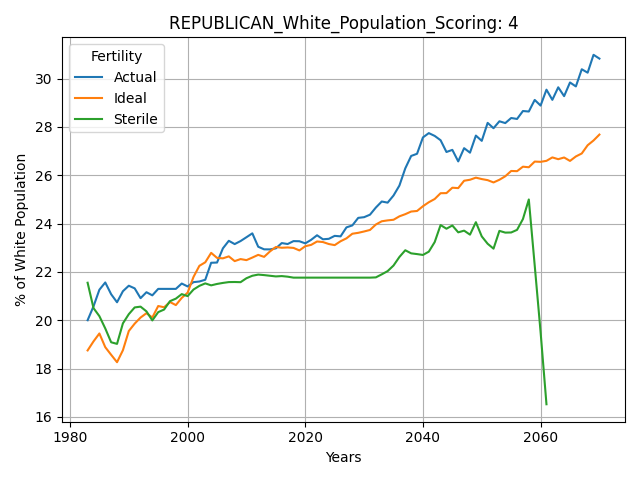 REPUBLICAN_White_Population_Scoring: 4
Fertility
Actual
Ideal
Sterile
% of White Population
30
28
26
24
22
20
18
16
1980 2000 2020 2040 2060
Years